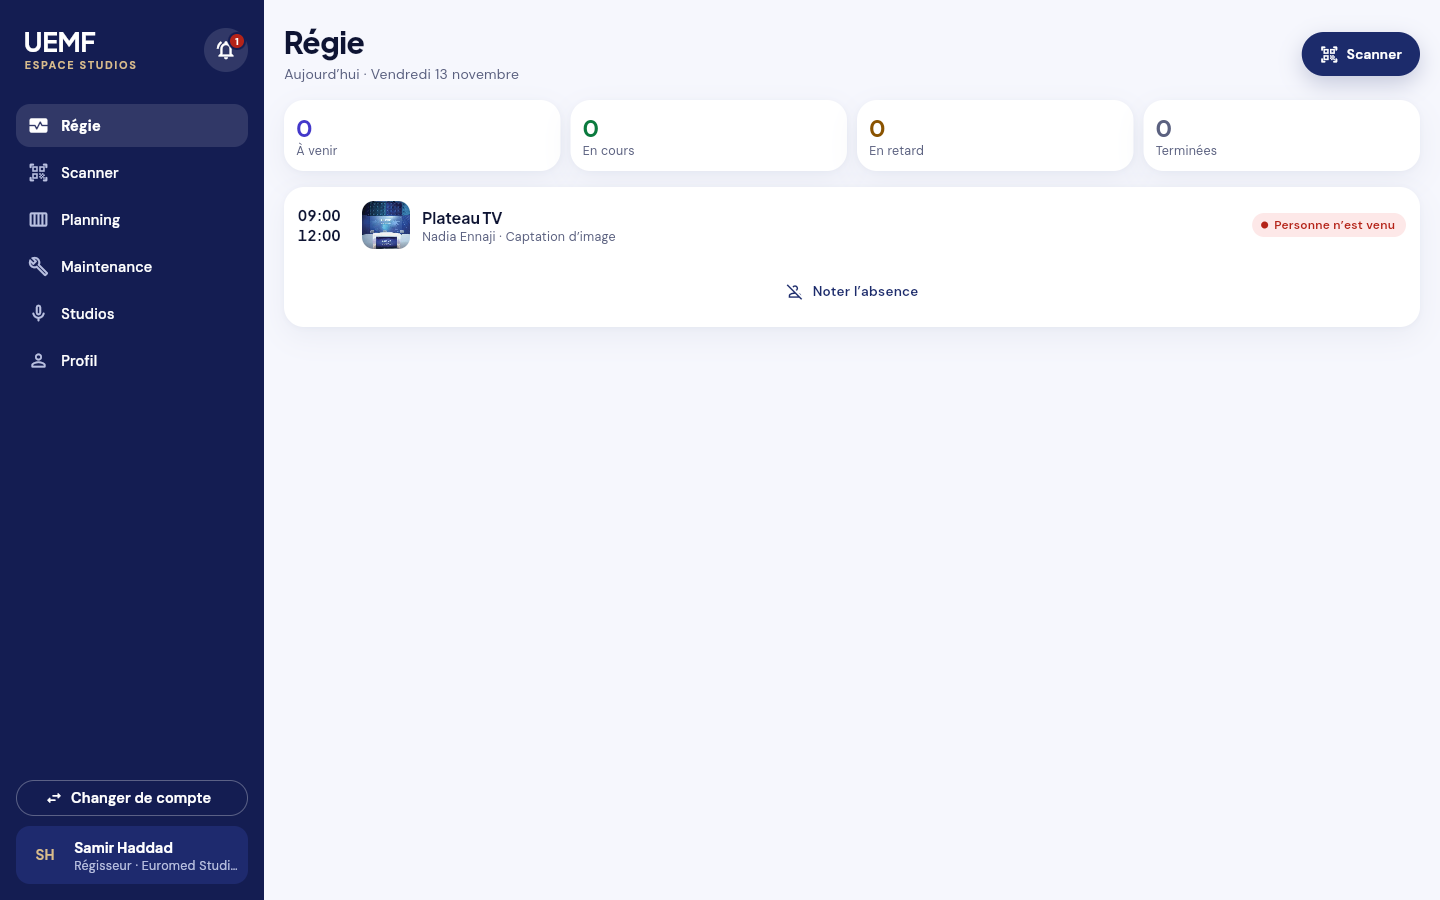 UEMF
ESPACE STUDIOS
1
Régie
Scanner
Planning
Maintenance
Studios
Profil
Changer de compte
SH
Samir Haddad
Régisseur · Euromed Studi…
Régie
Aujourd’hui · Vendredi 13 novembre
Scanner
0
À venir
0
En cours
0
En retard
0
Terminées
09:00
12:00
Plateau TV
Nadia Ennaji · Captation d’image
Personne n’est venu
Noter l’absence